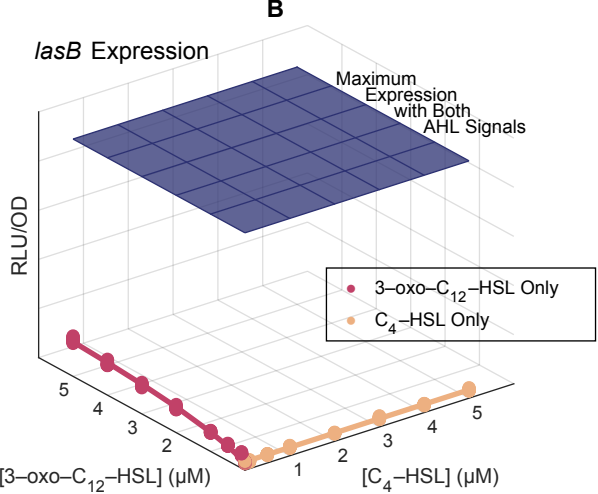 B
lasB Expression
Maximum
Expression
with Both
AHL Signals
RLU/OD
3–oxo–C12–HSL Only
C4–HSL Only
5
4
3
2
1
2
3
4
5
[3–oxo–C12–HSL] (μM)
[C4–HSL] (μM)